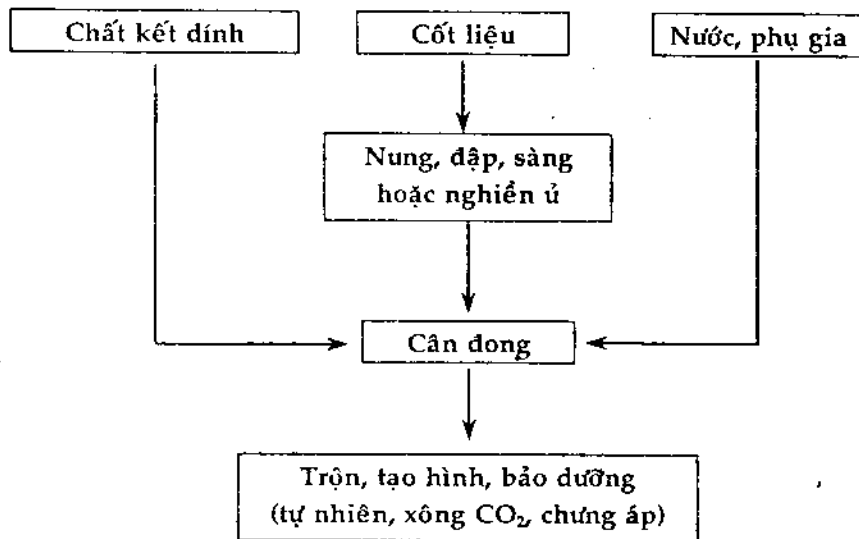 Chất kết dính
Cốt liệu
Nước, phụ gia
Nung, đập, sàng
hoặc nghiền ủ
Cân đong
Trộn, tạo hình, bảo dưỡng
(tự nhiên, xông CO₂, chưng áp)